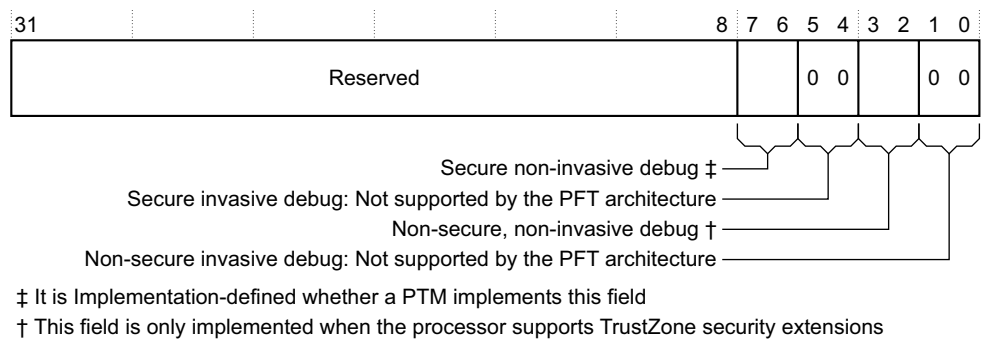 31 8 7 6 5 4 3 2 1 0
Reserved 0 0 0 0
Secure non-invasive debug ‡
Secure invasive debug: Not supported by the PFT architecture
Non-secure, non-invasive debug †
Non-secure invasive debug: Not supported by the PFT architecture
‡ It is Implementation-defined whether a PTM implements this field
† This field is only implemented when the processor supports TrustZone security extensions